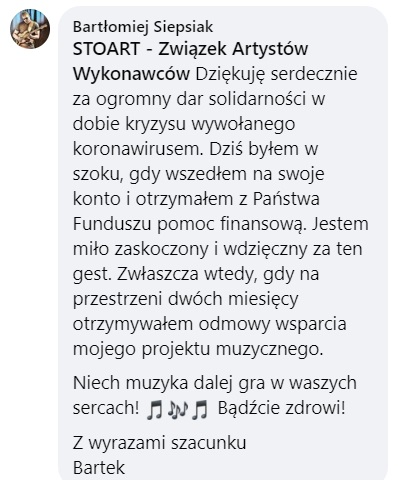 Bartłomiej Siepsiak
STOART - Związek Artystów
Wykonawców Dziękuję serdecznie
za ogromny dar solidarności w
dobie kryzysu wywołanego
koronawirusem. Dziś byłem w
szoku, gdy wszedłem na swoje
konto i otrzymałem z Państwa
Funduszu pomoc finansową. Jestem
miło zaskoczony i wdzięczny za ten
gest. Zwłaszcza wtedy, gdy na
przestrzeni dwóch miesięcy
otrzymywałem odmowy wsparcia
mojego projektu muzycznego.
Niech muzyka dalej gra w waszych
sercach! 🎵🎶🎵 Bądźcie zdrowi!
Z wyrazami szacunku
Bartek